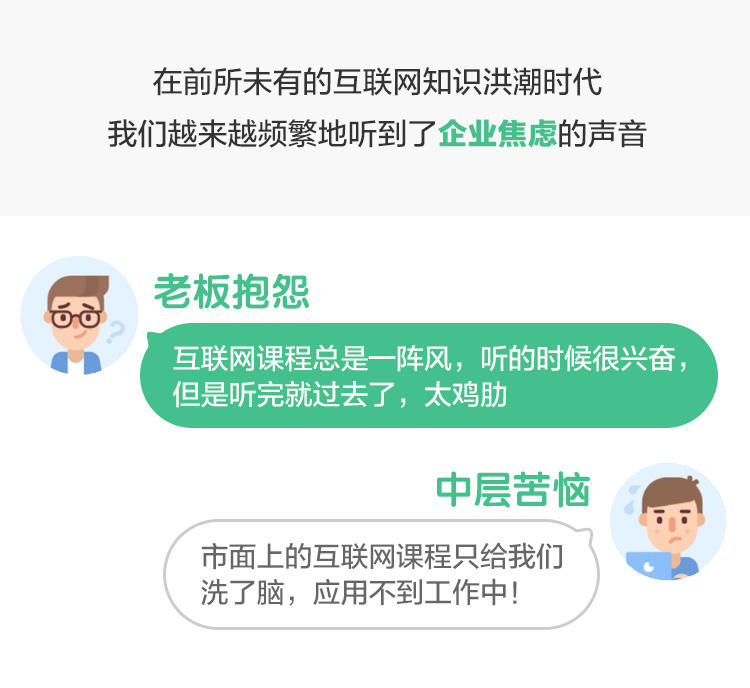 在前所未有的互联网知识洪潮时代
我们越来越频繁地听到了企业焦虑的声音
老板抱怨
互联网课程总是一阵风，听的时候很兴奋，
但是听完就过去了，太鸡肋
中层苦恼
市面上的互联网课程只给我们
洗了脑，应用不到工作中！